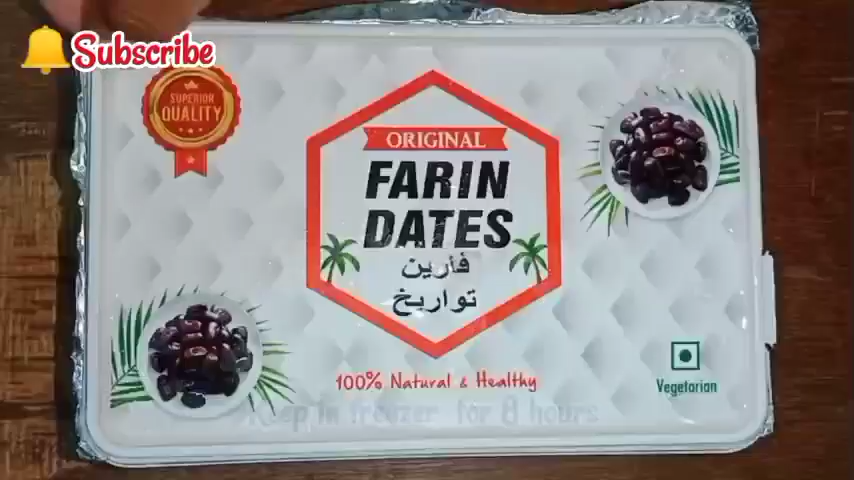 Subscribe
SUPERIOR
QUALITY
ORIGINAL
FARIN
DATES
فارين
تواريخ
100% Natural & Healthy
Vegetarian
Keep in freezer for 8 hours